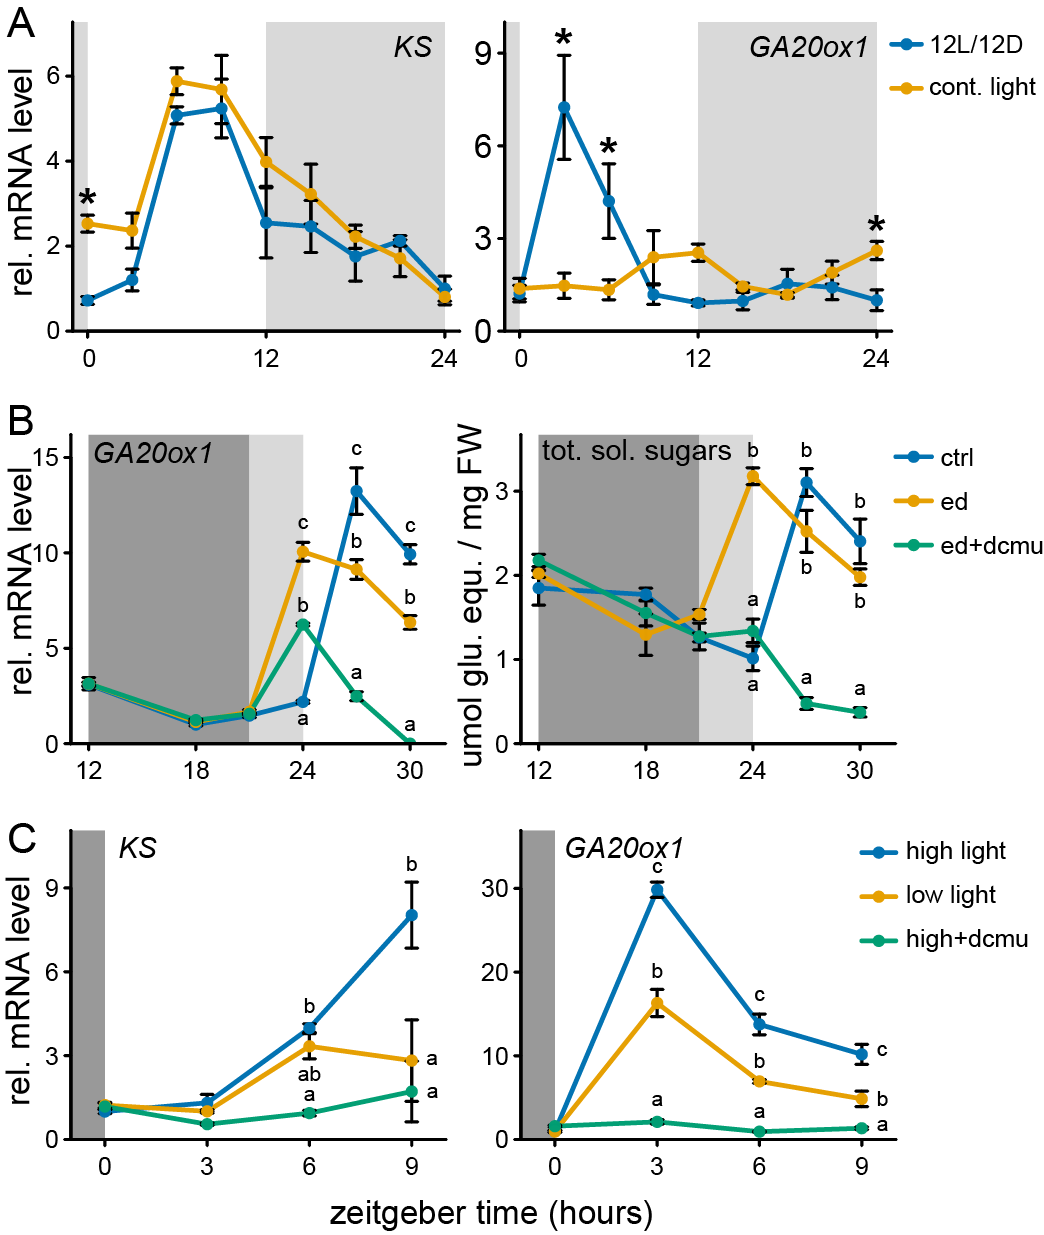 A
KS
GA20ox1
12L/12D
cont. light
rel. mRNA level
6
4
2
0
*
0
12
24
9
6
3
0
*
*
*
0
12
24
B
GA20ox1
tot. sol. sugars
ctrl
ed
ed+dcmu
rel. mRNA level
15
10
5
0
c
c
c
b
b
b
a
a
a
12
18
24
30
umol glu. equ. / mg FW
3
2
1
0
b
b
b
b
b
a
a
a
a
12
18
24
30
C
KS
GA20ox1
high light
low light
high+dcmu
rel. mRNA level
9
6
3
0
b
b
ab
a
a
a
0
3
6
9
30
20
10
0
c
b
c
c
b
b
a
a
a
0
3
6
9
zeitgeber time (hours)